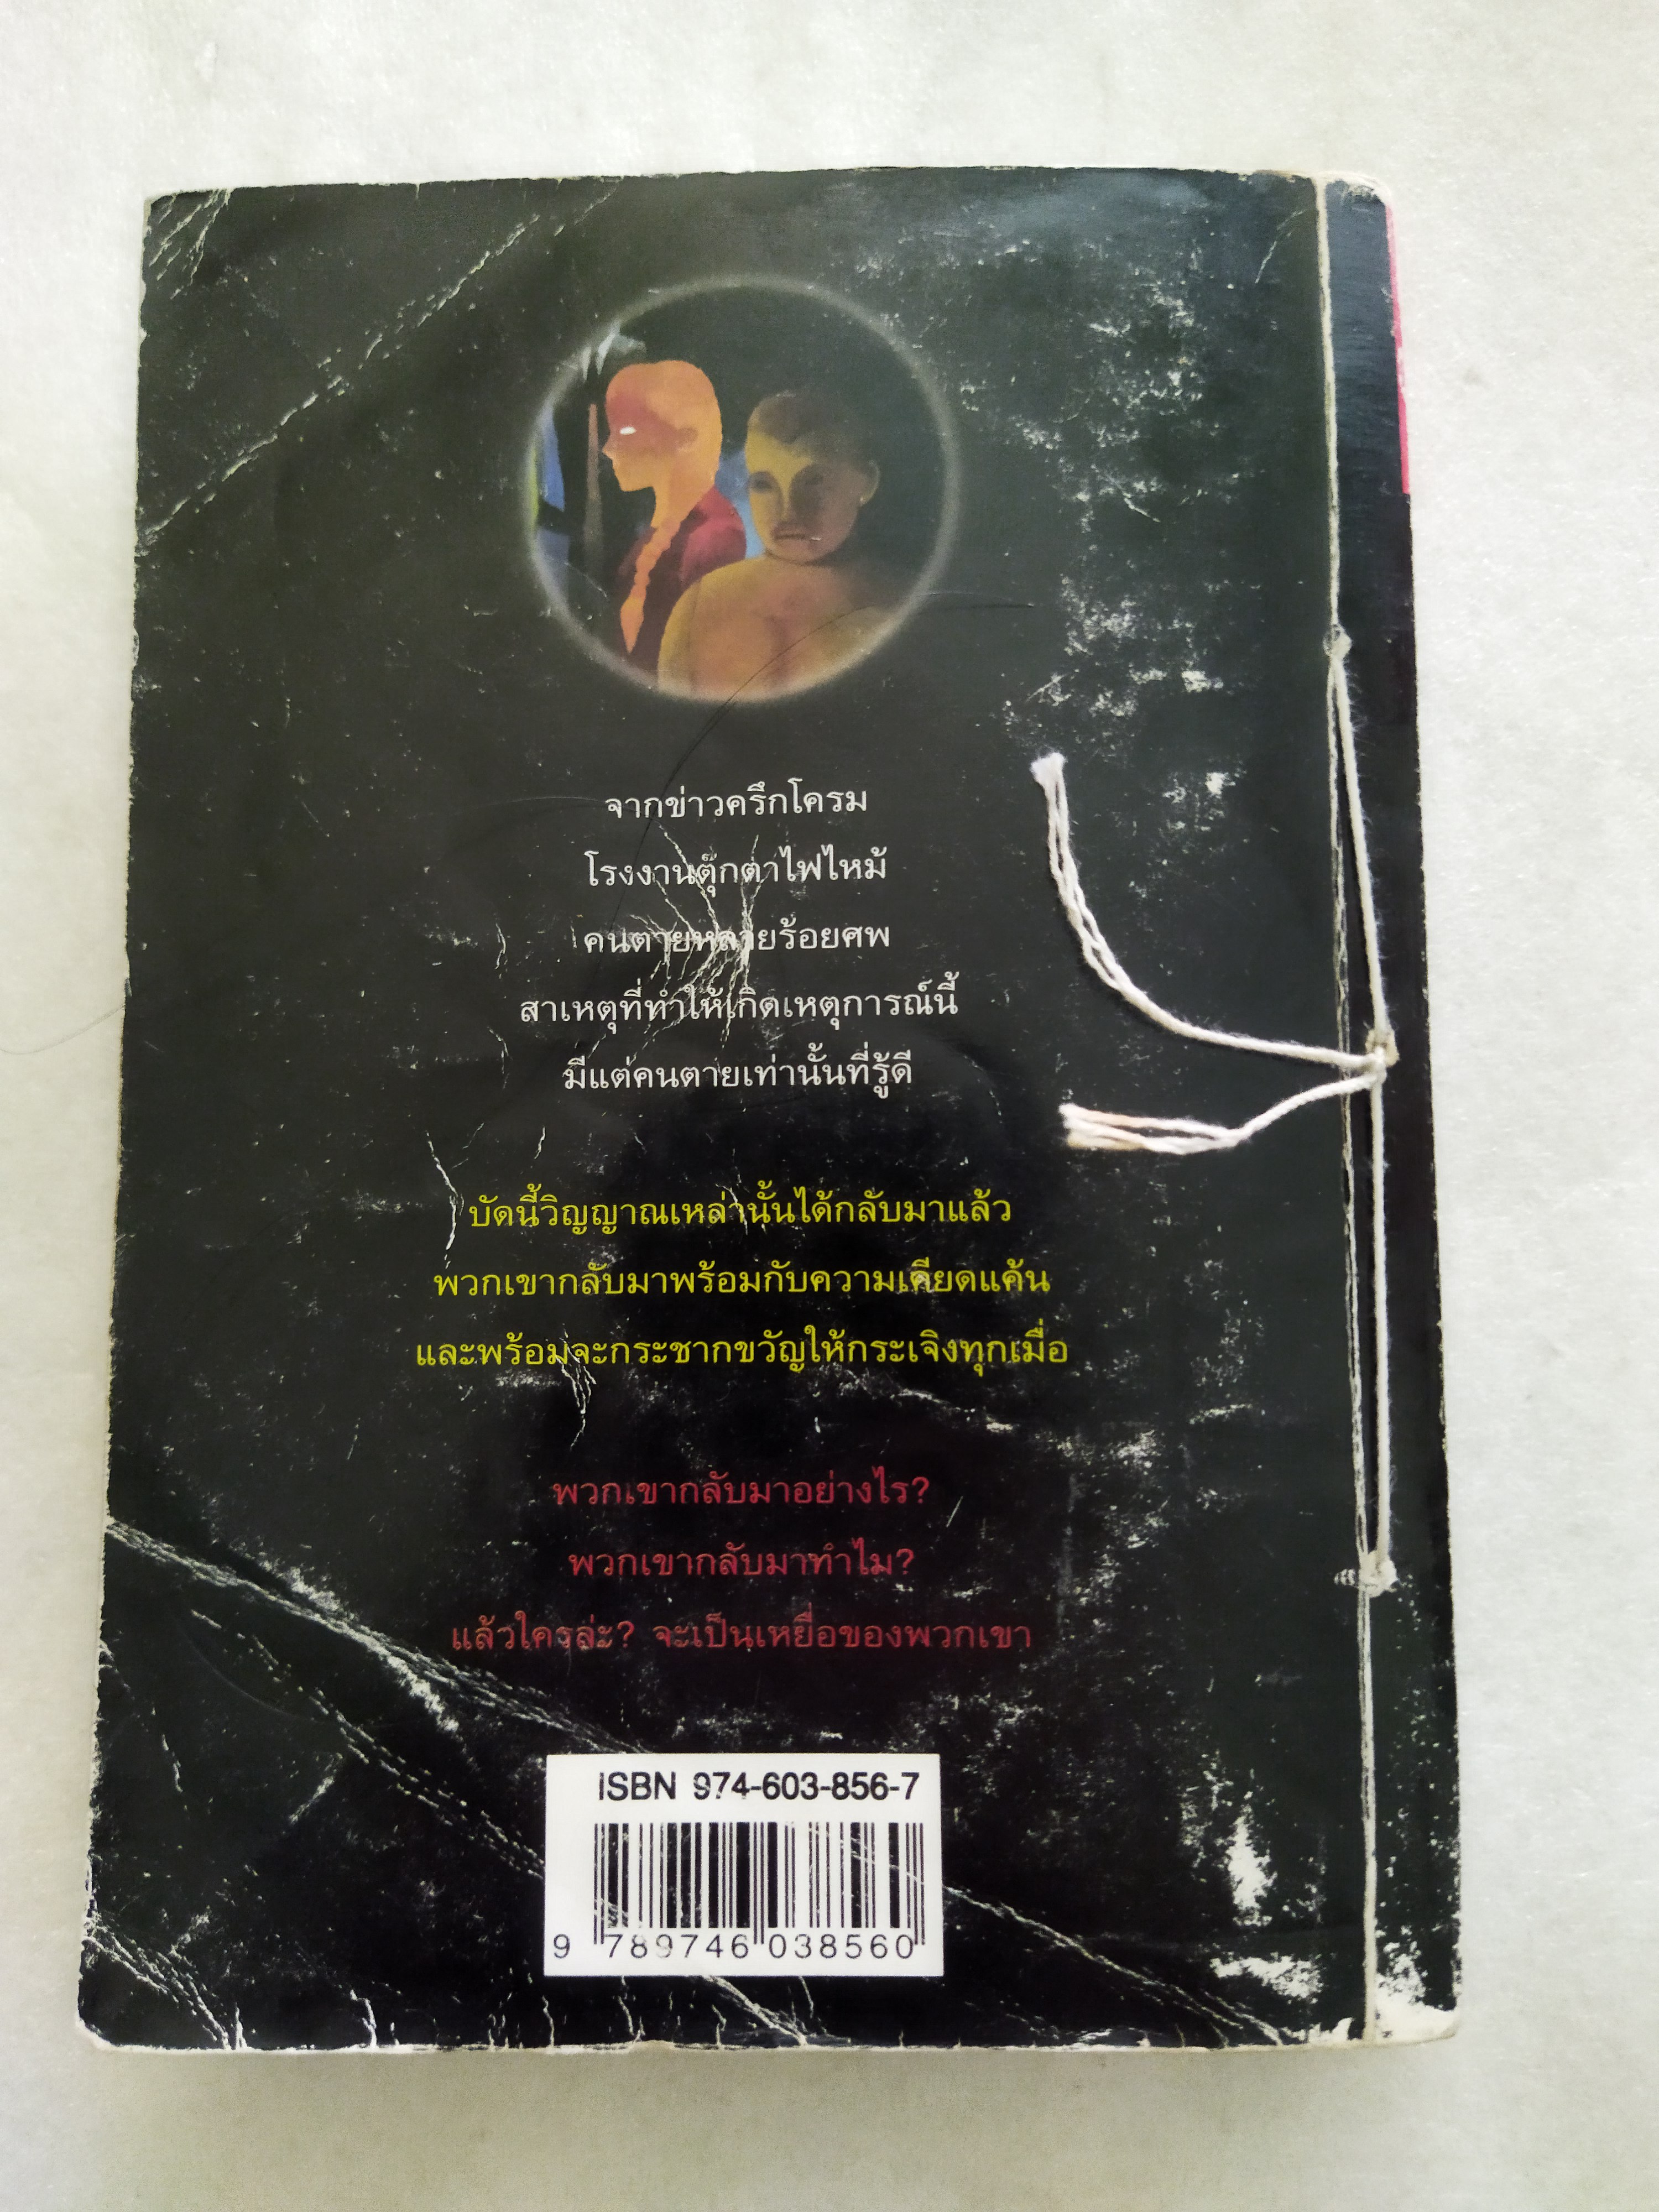 จากข่าวครึกโครม
โรงงานตุ๊กตาไฟไหม้
คนตายหลายร้อยศพ
สาเหตุที่ทำให้เกิดเหตุการณ์นี้
มีแต่คนตายเท่านั้นที่รู้ดี
บัดนี้วิญญาณเหล่านั้นได้กลับมาแล้ว
พวกเขากลับมาพร้อมกับความเคียดแค้น
และพร้อมจะกระชากขวัญให้กระเจิงทุกเมื่อ
พวกเขากลับมาอย่างไร?
พวกเขากลับมาทำไม?
แล้วใครล่ะ? จะเป็นเหยื่อของพวกเขา
ISBN 974-603-856-7
9 789746 038560